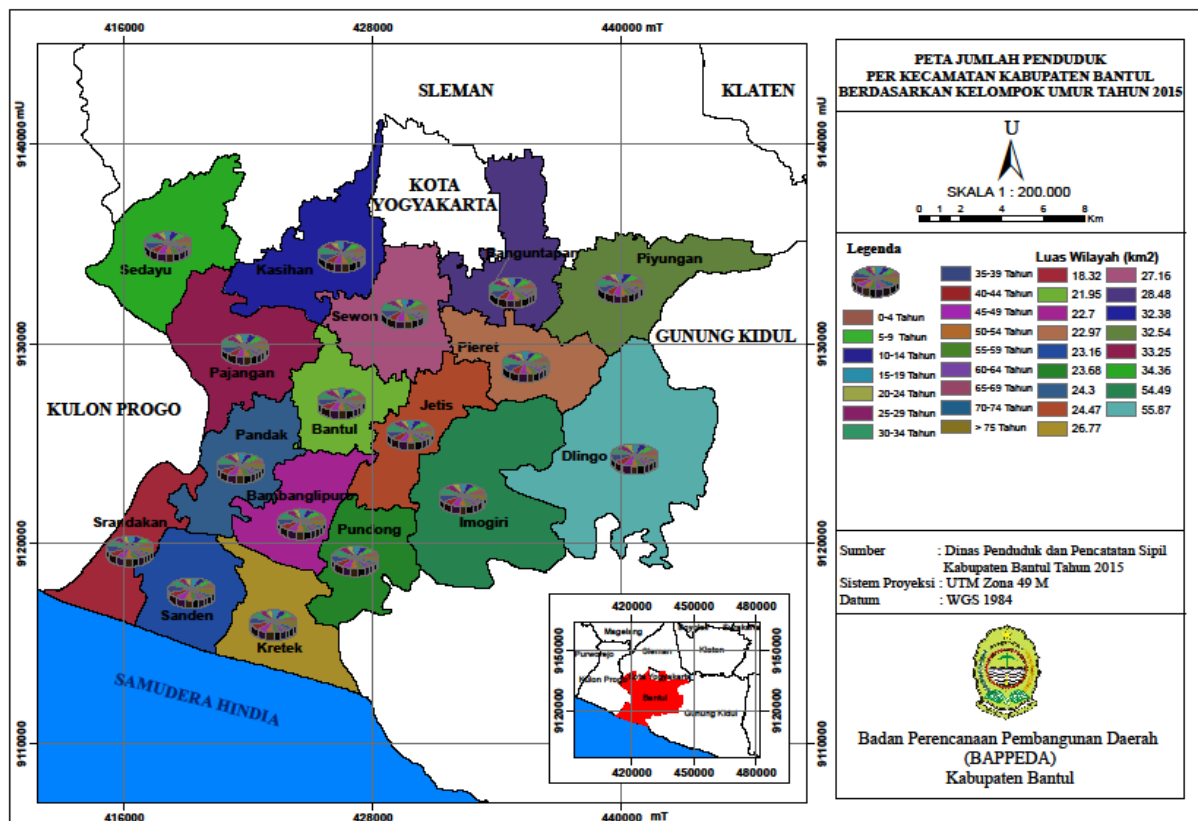 416000
428000
440000 mT
9140000 mU
9130000
9120000
9110000
SLEMAN
KLATEN
KOTA
YOGYAKARTA
Sedayu
Kasihan
Banguntapan
Piyungan
Sewon
GUNUNG KIDUL
Pajangan
Pleret
KULON PROGO
Bantul
Jetis
Pandak
Dlingo
Bambanglipuro
Srandakan
Pundong
Imogiri
Sanden
Kretek
SAMUDERA HINDIA
9140000
9130000
9120000
9110000
416000
428000
440000
420000
450000
480000
9150000
9120000
Magelang
Boyolali
Purworejo
Sleman
Klaten
Kulon Progo
Kota Yogyakarta
Bantul
Gunung Kidul
9150000
9120000
420000
450000
480000
PETA JUMLAH PENDUDUK
PER KECAMATAN KABUPATEN BANTUL
BERDASARKAN KELOMPOK UMUR TAHUN 2015
U
SKALA 1 : 200.000
0 1 2 4 6 8
Km
Legenda
0-4 Tahun
5-9 Tahun
10-14 Tahun
15-19 Tahun
20-24 Tahun
25-29 Tahun
30-34 Tahun
35-39 Tahun
40-44 Tahun
45-49 Tahun
50-54 Tahun
55-59 Tahun
60-64 Tahun
65-69 Tahun
70-74 Tahun
> 75 Tahun
Luas Wilayah (km2)
18.32
21.95
22.7
22.97
23.16
23.68
24.3
24.47
26.77
27.16
28.48
32.38
32.54
33.25
34.36
54.49
55.87
Sumber : Dinas Penduduk dan Pencatatan Sipil
Kabupaten Bantul Tahun 2015
Sistem Proyeksi : UTM Zona 49 M
Datum : WGS 1984
Badan Perencanaan Pembangunan Daerah
(BAPPEDA)
Kabupaten Bantul